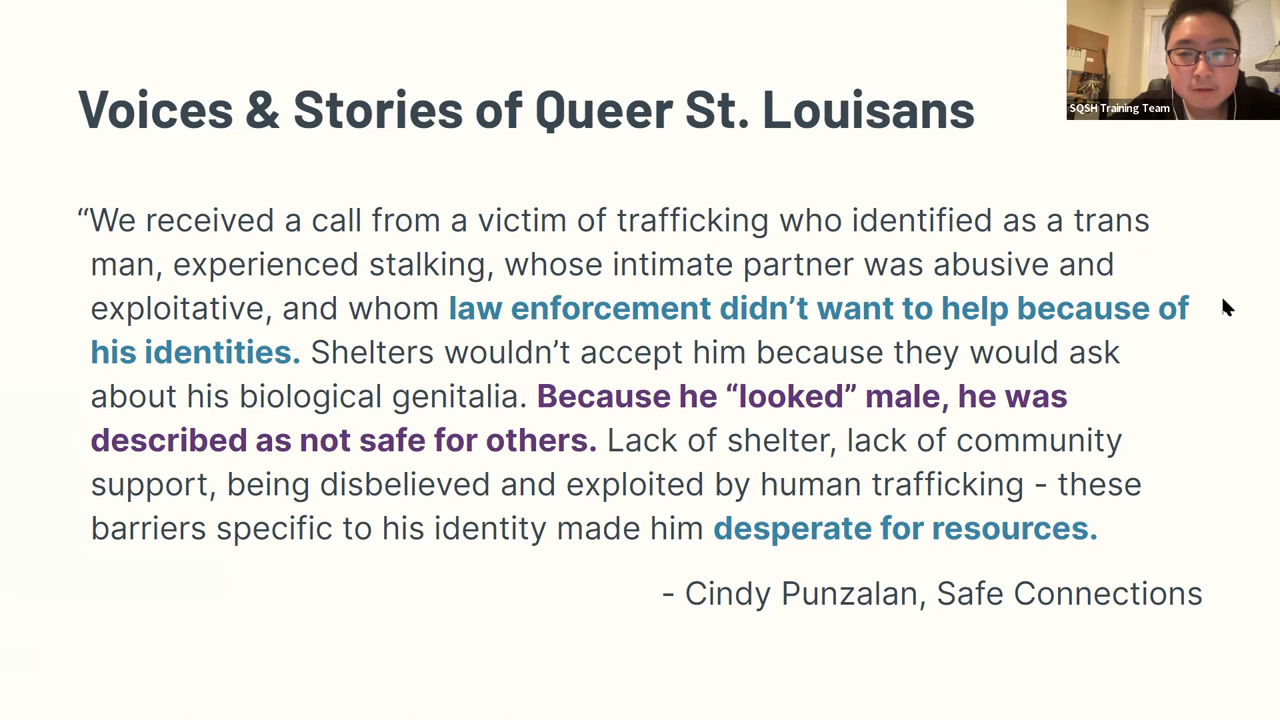 Voices & Stories of Queer St. Louisans
SQSH Training Team
“We received a call from a victim of trafficking who identified as a trans
man, experienced stalking, whose intimate partner was abusive and
exploitative, and whom law enforcement didn’t want to help because of
his identities. Shelters wouldn’t accept him because they would ask
about his biological genitalia. Because he “looked” male, he was
described as not safe for others. Lack of shelter, lack of community
support, being disbelieved and exploited by human trafficking - these
barriers specific to his identity made him desperate for resources.
- Cindy Punzalan, Safe Connections